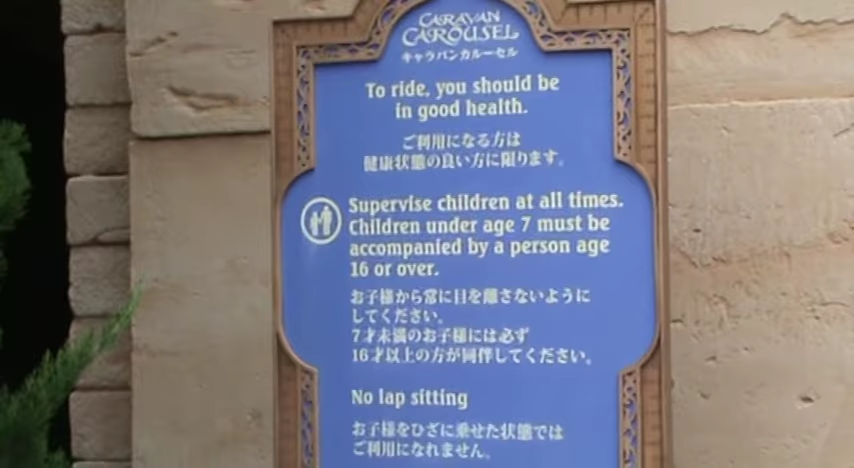 CARAVAN
CAROUSEL
キャラバンカルーセル
To ride, you should be
in good health.
ご利用になる方は
健康状態の良い方に限ります。
Supervise children at all times.
Children under age 7 must be
accompanied by a person age
16 or over.
お子様から常に目を離さないように
してください。
7才未満のお子様には必ず
16才以上の方が同伴してください。
No lap sitting
お子様をひざに乗せた状態では
ご利用になれません。